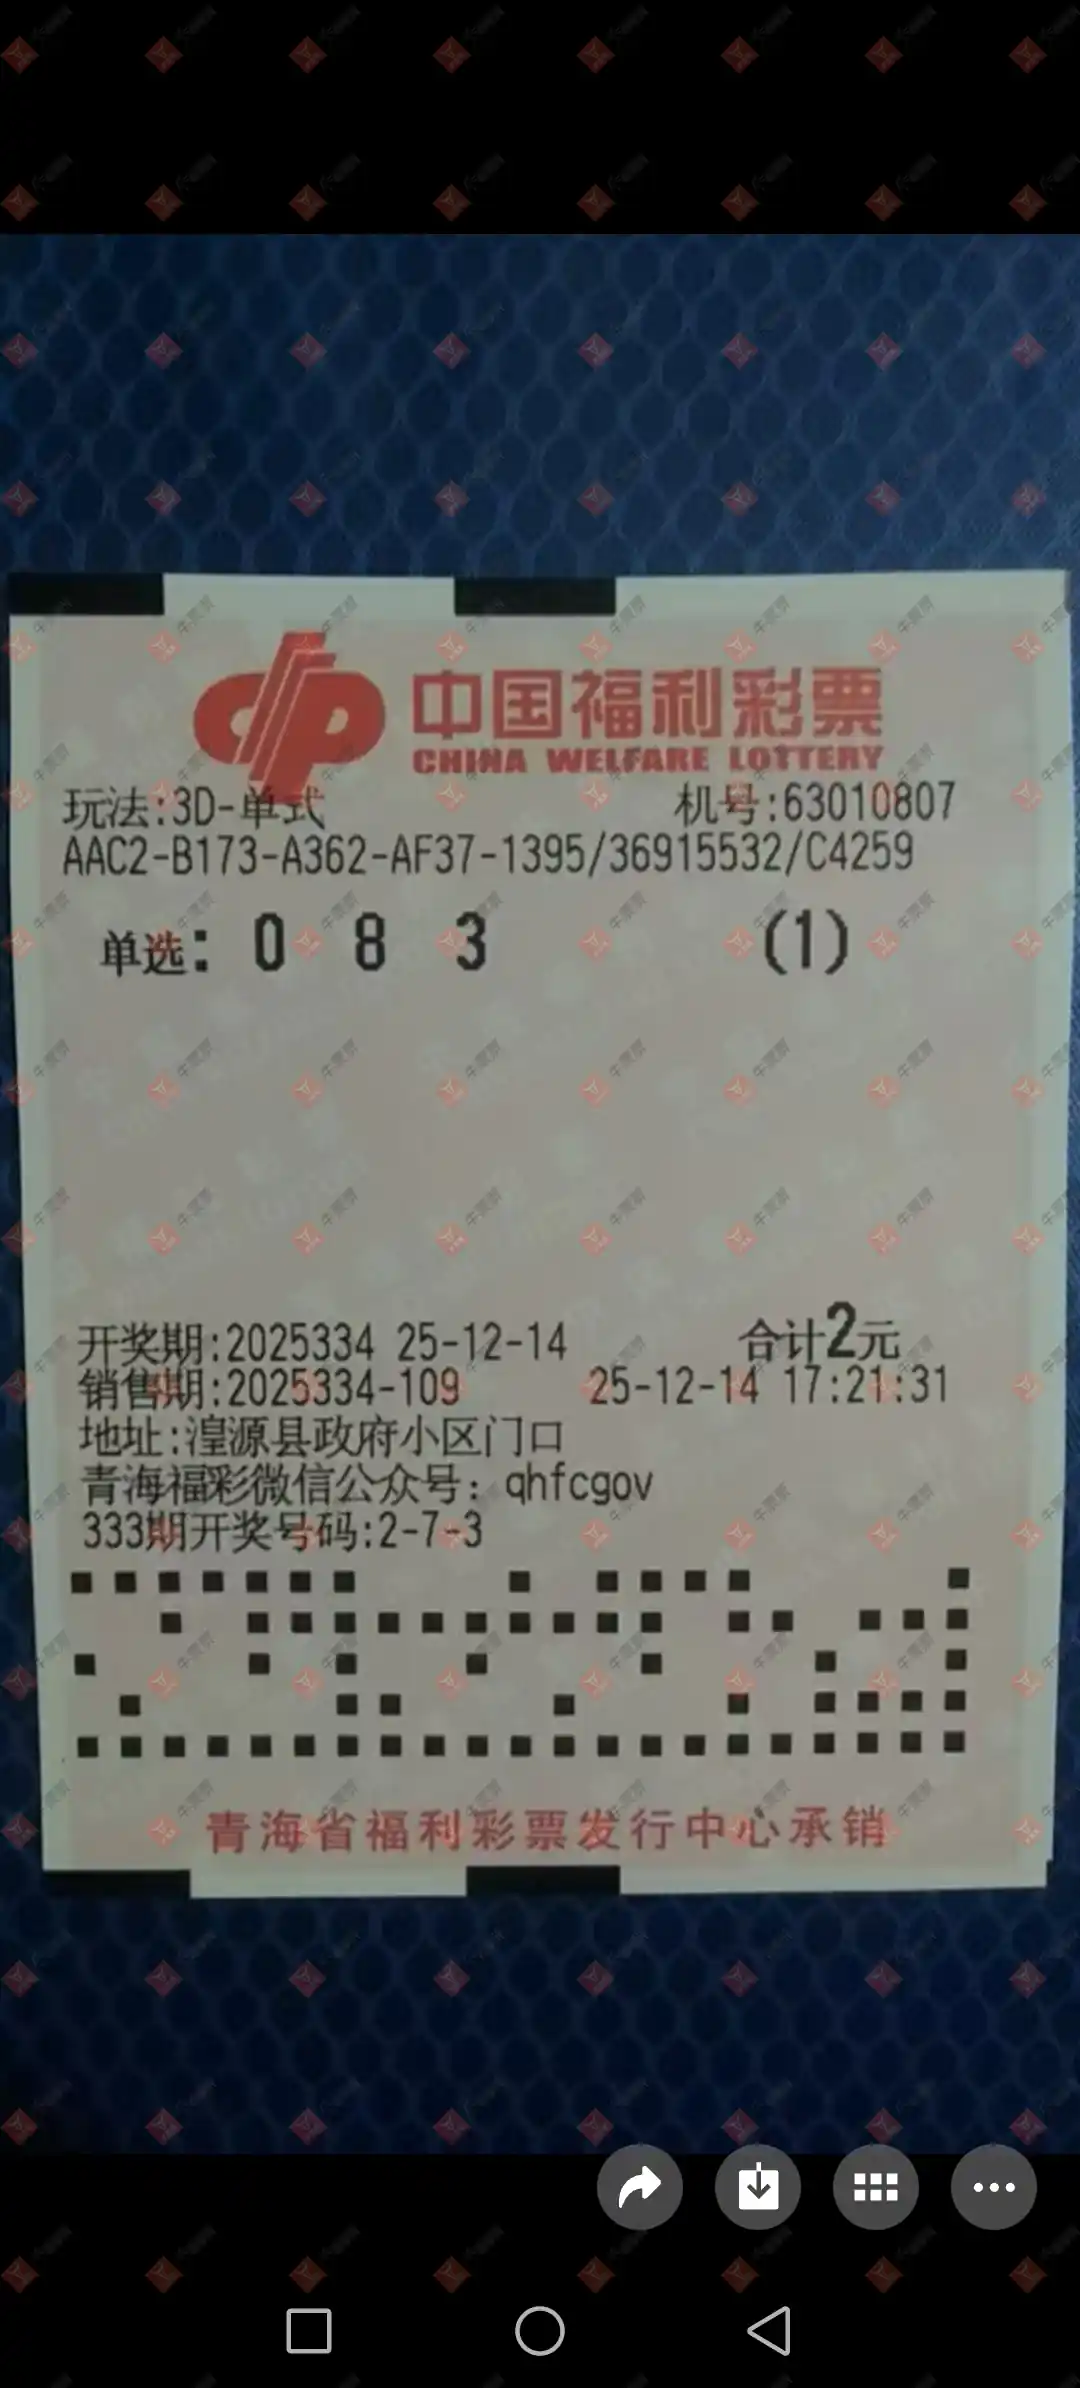 中国福利彩票
CHINA WELFARE LOTTERY
玩法:3D-单式 机号:63010807
AAC2-B173-A362-AF37-1395/36915532/C4259
单选: 0 8 3 (1)
开奖期:2025334 25-12-14 合计2元
销售期:2025334-109 25-12-14 17:21:31
地址:湟源县政府小区门口
青海福彩微信公众号: qhfcgov
333期开奖号码:2-7-3
青海省福利彩票发行中心承销